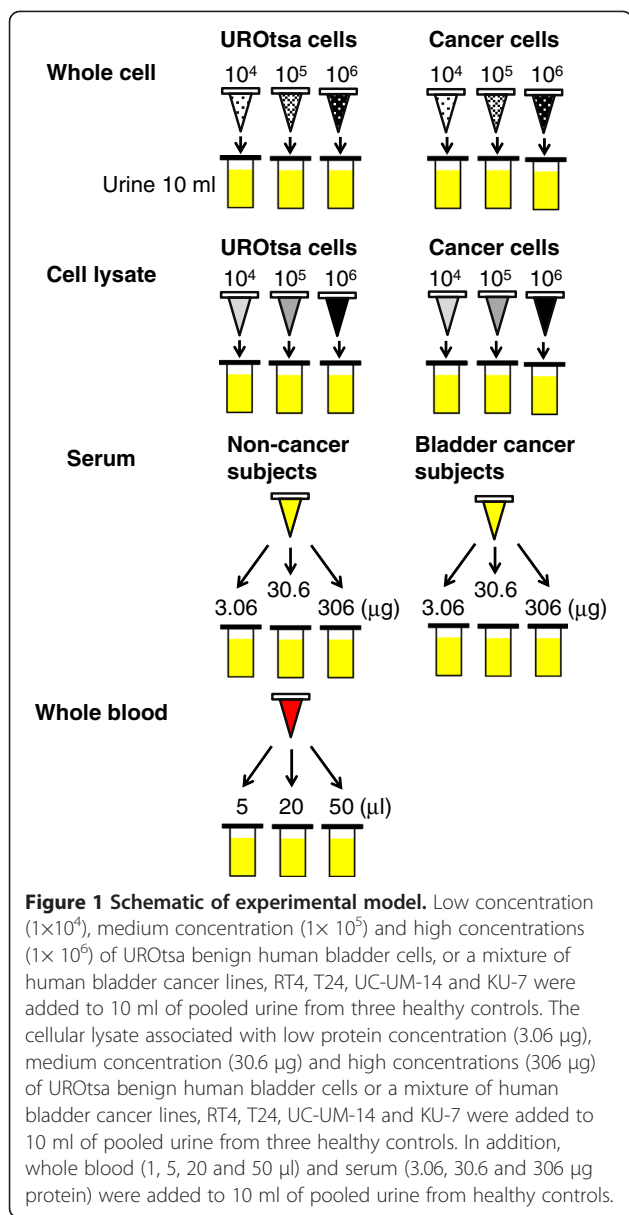 UROtsa cells Cancer cells
Whole cell 10⁴ 10⁵ 10⁶ 10⁴ 10⁵ 10⁶
Urine 10 ml
UROtsa cells Cancer cells
Cell lysate 10⁴ 10⁵ 10⁶ 10⁴ 10⁵ 10⁶
Serum Non-cancer subjects Bladder cancer subjects
3.06 30.6 306 (μg) 3.06 30.6 306 (μg)
Whole blood
5 20 50 (μl)
Figure 1 Schematic of experimental model. Low concentration
(1×10⁴), medium concentration (1× 10⁵) and high concentrations
(1× 10⁶) of UROtsa benign human bladder cells, or a mixture of
human bladder cancer lines, RT4, T24, UC-UM-14 and KU-7 were
added to 10 ml of pooled urine from three healthy controls. The
cellular lysate associated with low protein concentration (3.06 μg),
medium concentration (30.6 μg) and high concentrations (306 μg)
of UROtsa benign human bladder cells or a mixture of human
bladder cancer lines, RT4, T24, UC-UM-14 and KU-7 were added to
10 ml of pooled urine from three healthy controls. In addition,
whole blood (1, 5, 20 and 50 μl) and serum (3.06, 30.6 and 306 μg
protein) were added to 10 ml of pooled urine from healthy controls.